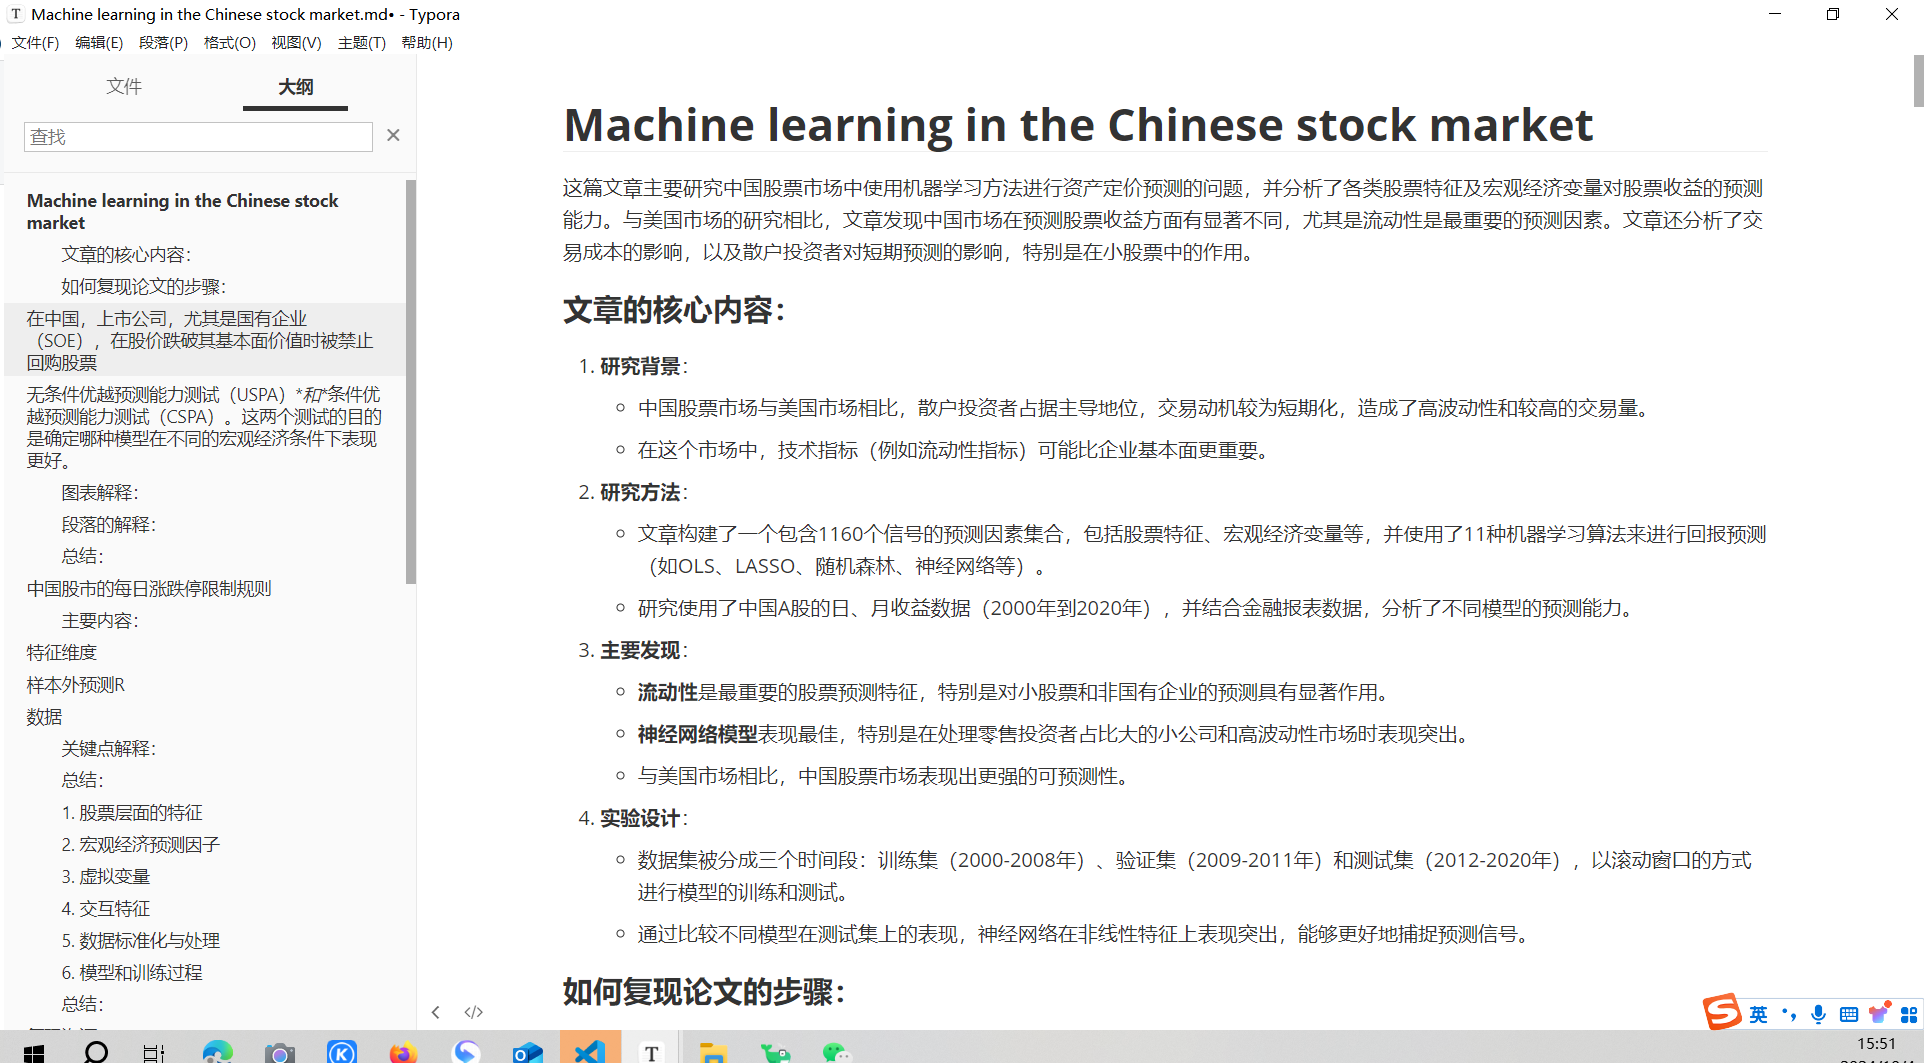 T Machine learning in the Chinese stock market.md• - Typora
文件(F) 编辑(E) 段落(P) 格式(O) 视图(V) 主题(T) 帮助(H)
文件 大纲
查找
Machine learning in the Chinese stock
market
文章的核心内容：
如何复现论文的步骤：
在中国，上市公司，尤其是国有企业
（SOE），在股价跌破其基本面价值时被禁止
回购股票
无条件优越预测能力测试（USPA）*和*条件优
越预测能力测试（CSPA）。这两个测试的目的
是确定哪种模型在不同的宏观经济条件下表现
更好。
图表解释：
段落的解释：
总结：
中国股市的每日涨跌停限制规则
主要内容：
特征维度
样本外预测R
数据
关键点解释：
总结：
1. 股票层面的特征
2. 宏观经济预测因子
3. 虚拟变量
4. 交互特征
5. 数据标准化与处理
6. 模型和训练过程
总结：
Machine learning in the Chinese stock market
这篇文章主要研究中国股票市场中使用机器学习方法进行资产定价预测的问题，并分析了各类股票特征及宏观经济变量对股票收益的预测
能力。与美国市场的研究相比，文章发现中国市场在预测股票收益方面有显著不同，尤其是流动性是最重要的预测因素。文章还分析了交
易成本的影响，以及散户投资者对短期预测的影响，特别是在小股票中的作用。
文章的核心内容：
1. 研究背景：
中国股票市场与美国市场相比，散户投资者占据主导地位，交易动机较为短期化，造成了高波动性和较高的交易量。
在这个市场中，技术指标（例如流动性指标）可能比企业基本面更重要。
2. 研究方法：
文章构建了一个包含1160个信号的预测因素集合，包括股票特征、宏观经济变量等，并使用了11种机器学习算法来进行回报预测
（如OLS、LASSO、随机森林、神经网络等）。
研究使用了中国A股的日、月收益数据（2000年到2020年），并结合金融报表数据，分析了不同模型的预测能力。
3. 主要发现：
流动性是最重要的股票预测特征，特别是对小股票和非国有企业的预测具有显著作用。
神经网络模型表现最佳，特别是在处理零售投资者占比大的小公司和高波动性市场时表现突出。
与美国市场相比，中国股票市场表现出更强的可预测性。
4. 实验设计：
数据集被分成三个时间段：训练集（2000-2008年）、验证集（2009-2011年）和测试集（2012-2020年），以滚动窗口的方式
进行模型的训练和测试。
通过比较不同模型在测试集上的表现，神经网络在非线性特征上表现突出，能够更好地捕捉预测信号。
如何复现论文的步骤：
英
15:51